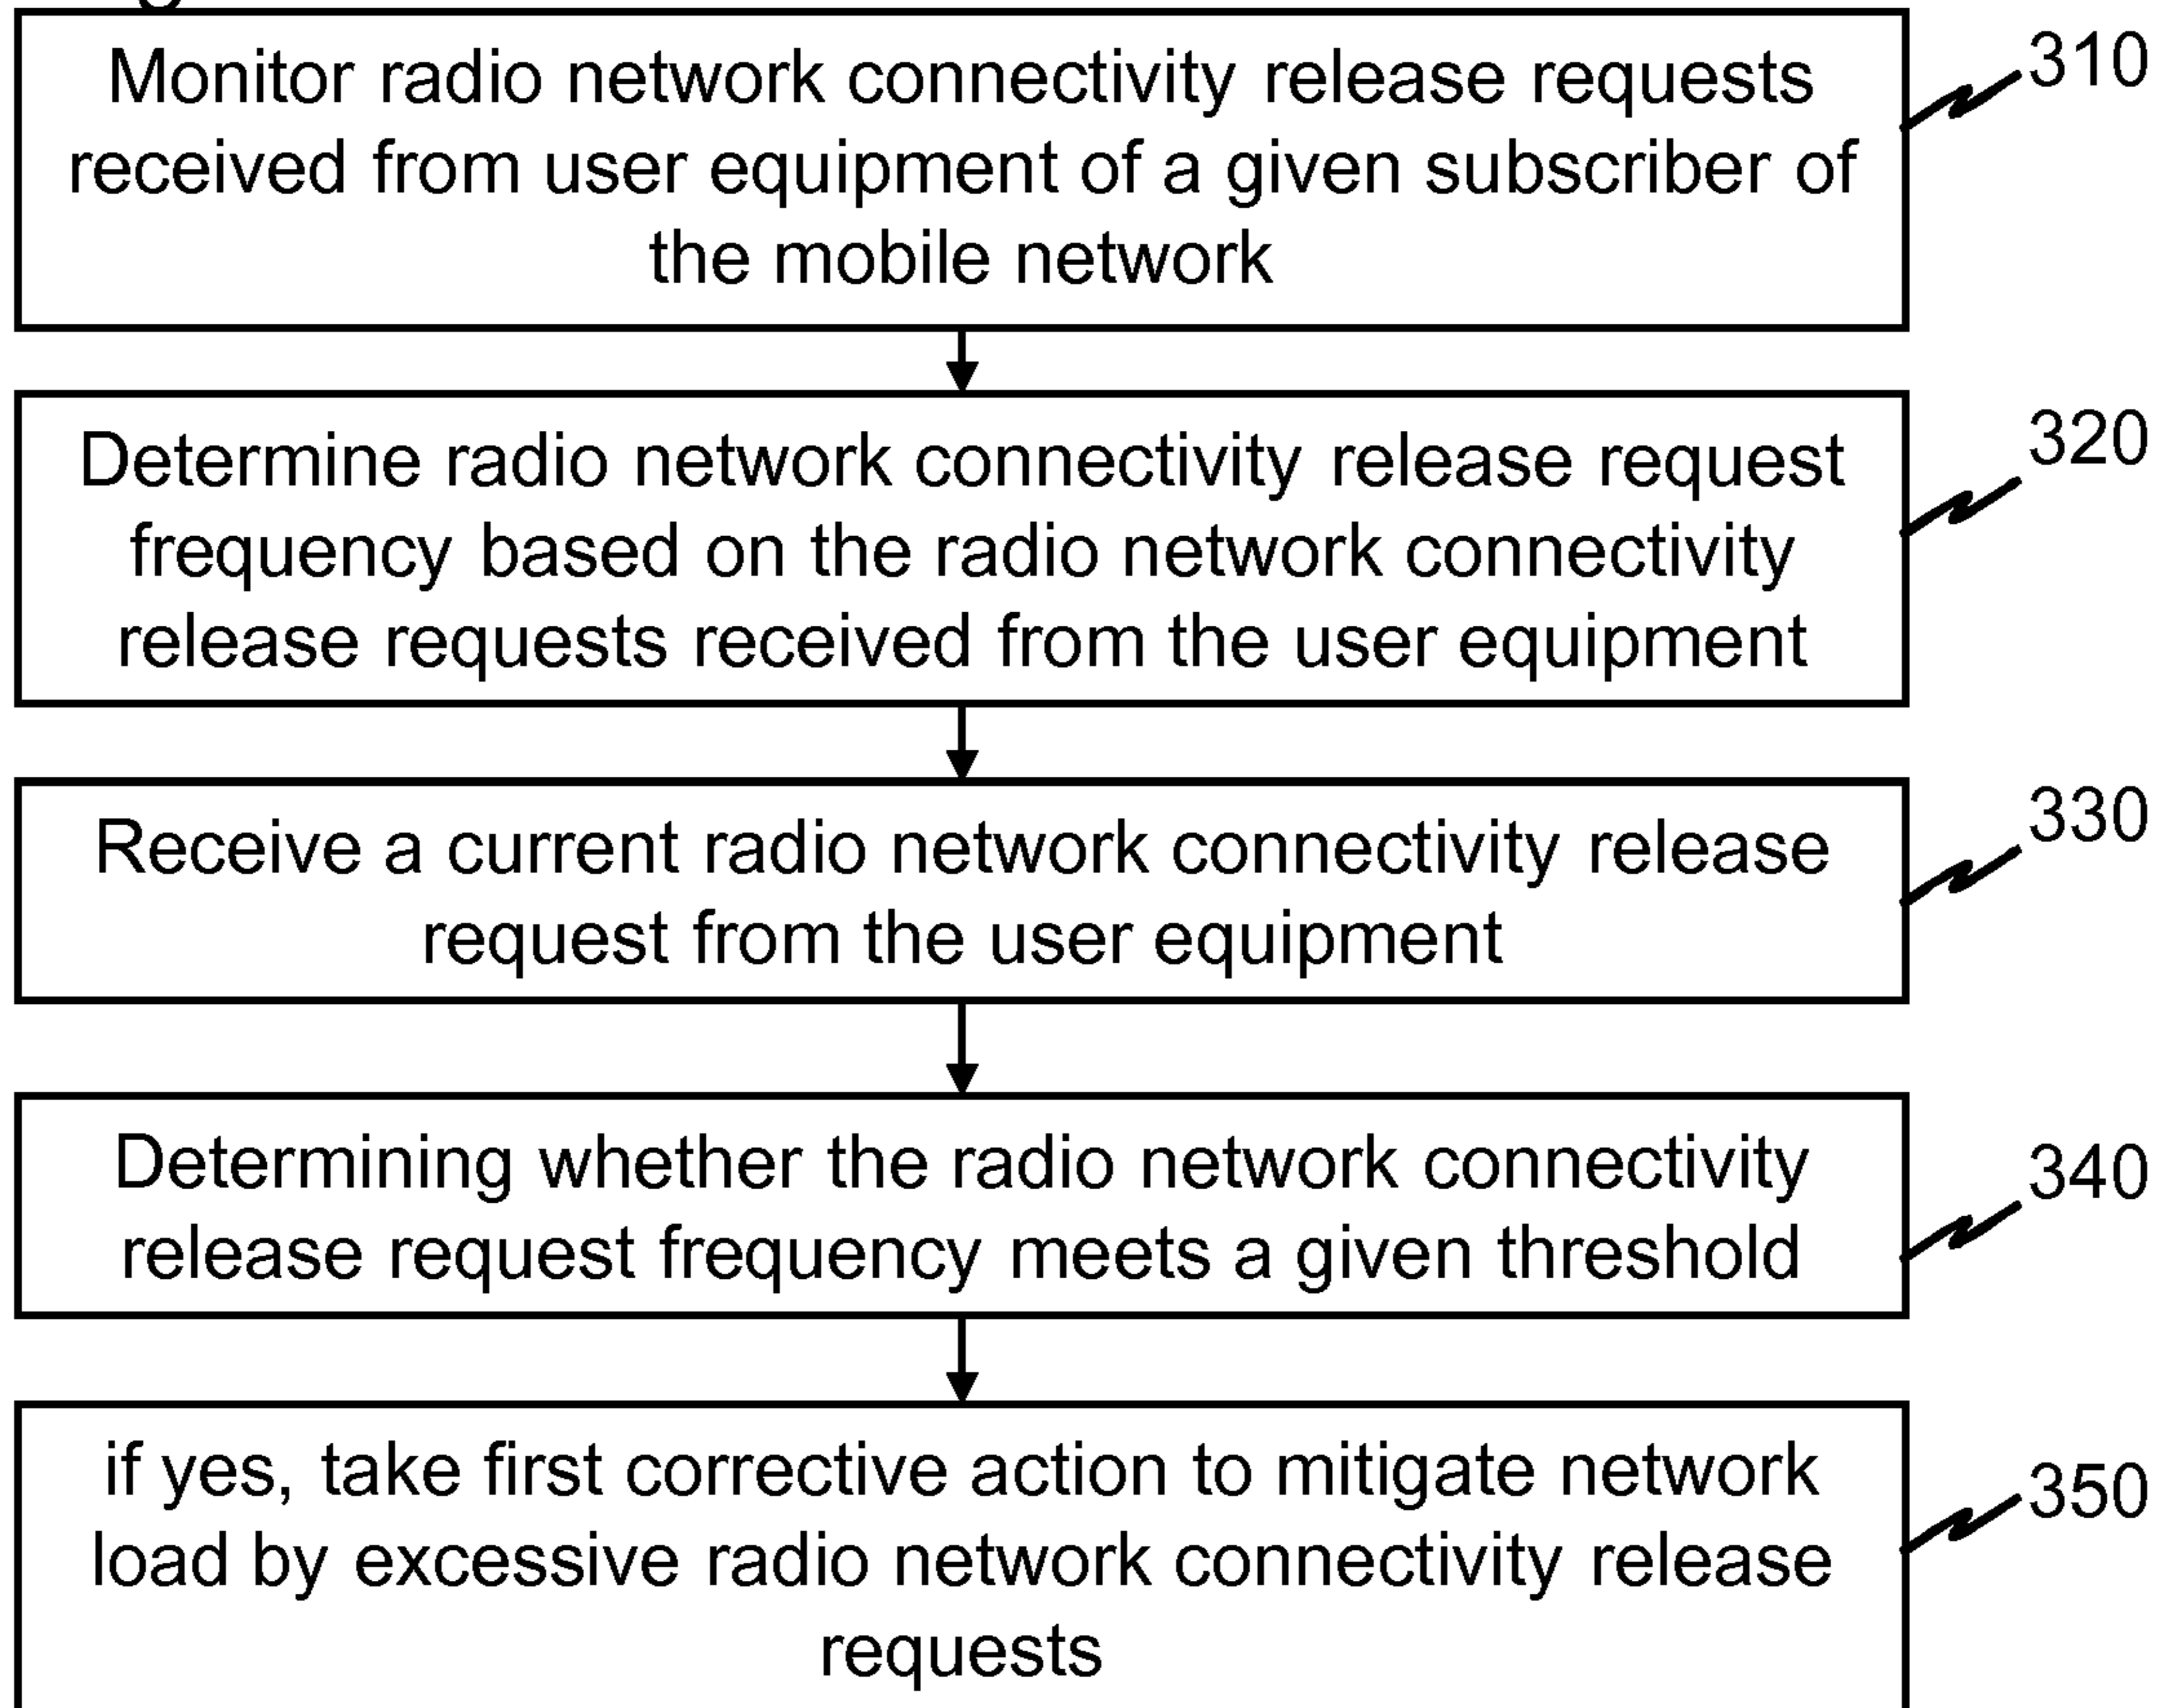 Monitor radio network connectivity release requests
received from user equipment of a given subscriber of
the mobile network
310
Determine radio network connectivity release request
frequency based on the radio network connectivity
release requests received from the user equipment
320
Receive a current radio network connectivity release
request from the user equipment
330
Determining whether the radio network connectivity
release request frequency meets a given threshold
340
if yes, take first corrective action to mitigate network
load by excessive radio network connectivity release
requests
350